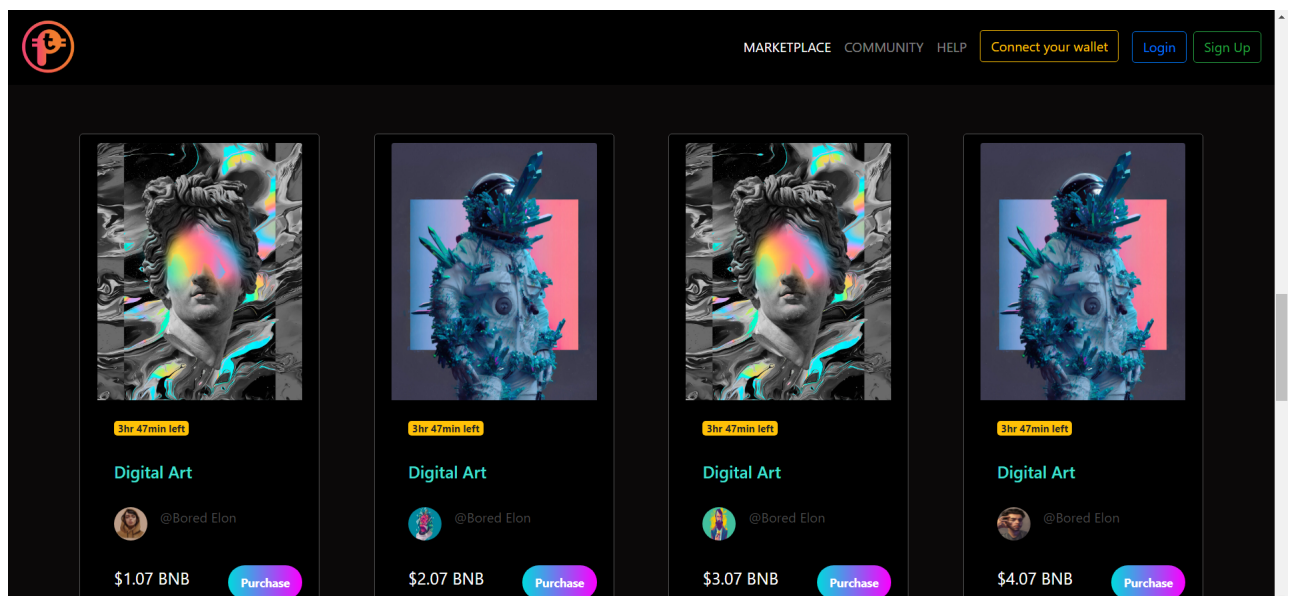 MARKETPLACE COMMUNITY HELP Connect your wallet Login Sign Up
3hr 47min left
Digital Art
@Bored Elon
$1.07 BNB Purchase
3hr 47min left
Digital Art
@Bored Elon
$2.07 BNB Purchase
3hr 47min left
Digital Art
@Bored Elon
$3.07 BNB Purchase
3hr 47min left
Digital Art
@Bored Elon
$4.07 BNB Purchase